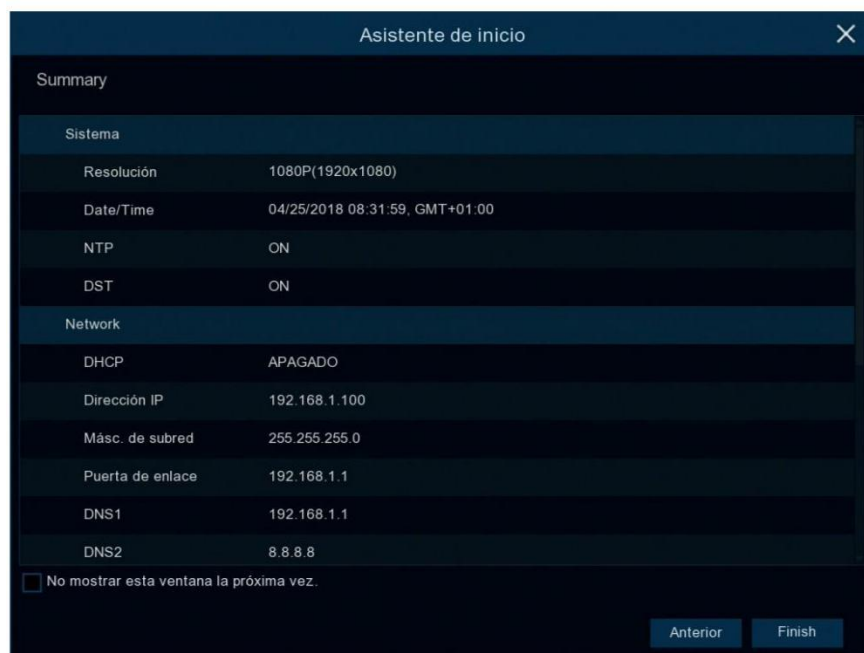 Asistente de inicio
Summary
Sistema
Resolución 1080P(1920x1080)
Date/Time 04/25/2018 08:31:59, GMT+01:00
NTP ON
DST ON
Network
DHCP APAGADO
Dirección IP 192.168.1.100
Másc. de subred 255.255.255.0
Puerta de enlace 192.168.1.1
DNS1 192.168.1.1
DNS2 8.8.8.8
No mostrar esta ventana la próxima vez.
Anterior Finish